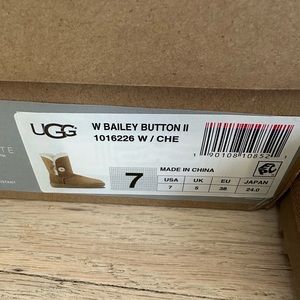 UGG
W BAILEY BUTTON II
1016226 W / CHE
7
MADE IN CHINA
USA UK EU JAPAN
7 5 38 24.0